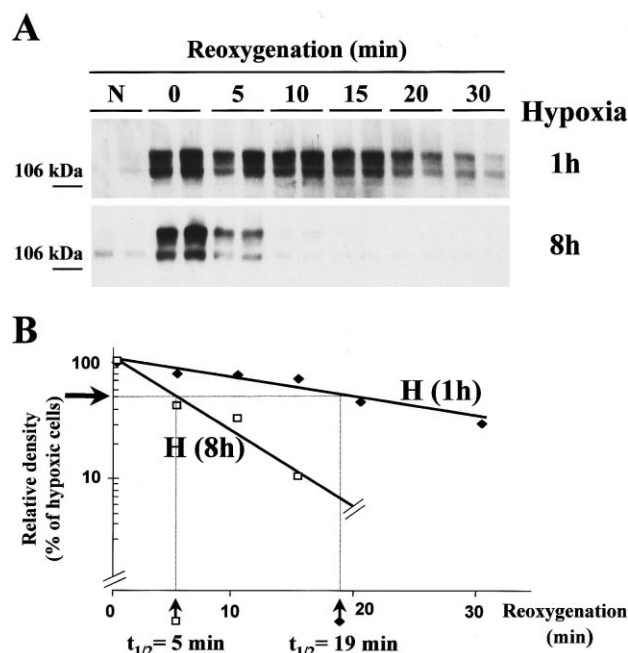 A
Reoxygenation (min)
N 0 5 10 15 20 30 Hypoxia
106 kDa 1h
106 kDa 8h
B
100
10
Relative density
(% of hypoxic cells)
H (1h)
H (8h)
0 10 20 30 Reoxygenation
(min)
t1/2= 5 min t1/2= 19 min